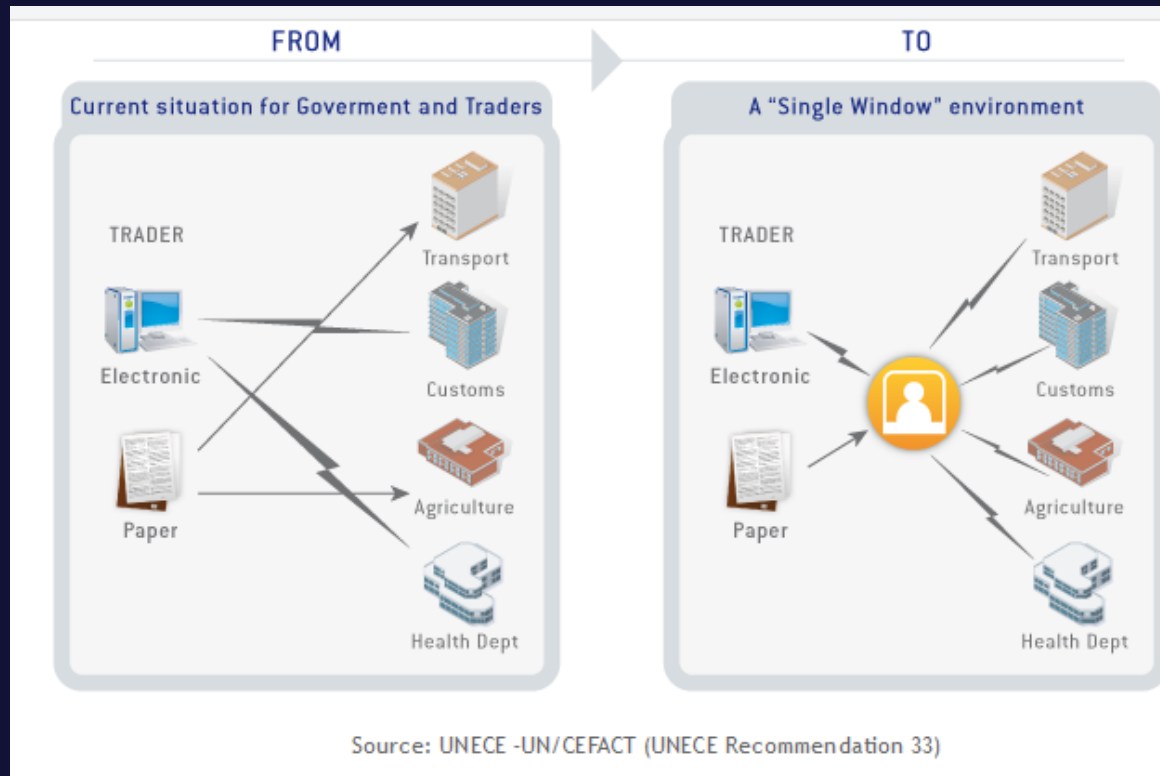 FROM
TO
Current situation for Goverment and Traders
TRADER
Electronic
Paper
Transport
Customs
Agriculture
Health Dept
A “Single Window” environment
TRADER
Electronic
Paper
Transport
Customs
Agriculture
Health Dept
Source: UNECE -UN/CEFACT (UNECE Recommendation 33)